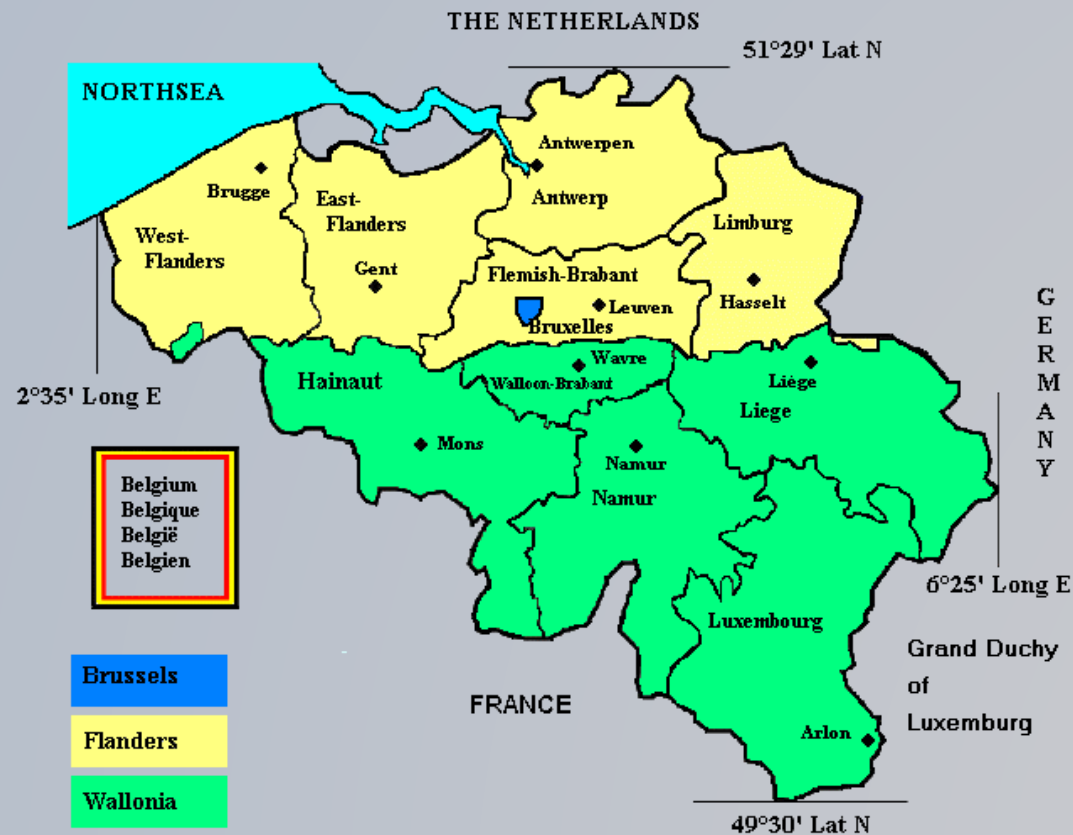 THE NETHERLANDS
51°29' Lat N
NORTHSEA
Antwerpen
Brugge
East-
Flanders
Antwerp
Limburg
West-
Flanders
Gent
Flemish-Brabant
Hasselt
Leuven
Bruxelles
G
E
R
M
A
N
Y
2°35' Long E
Hainaut
Wavre
Walloon-Brabant
Liége
Liege
Mons
Namur
Namur
Belgium
Belgique
België
Belgien
6°25' Long E
Luxembourg
Grand Duchy
of
Luxemburg
Brussels
FRANCE
Flanders
Arlon
Wallonia
49°30' Lat N